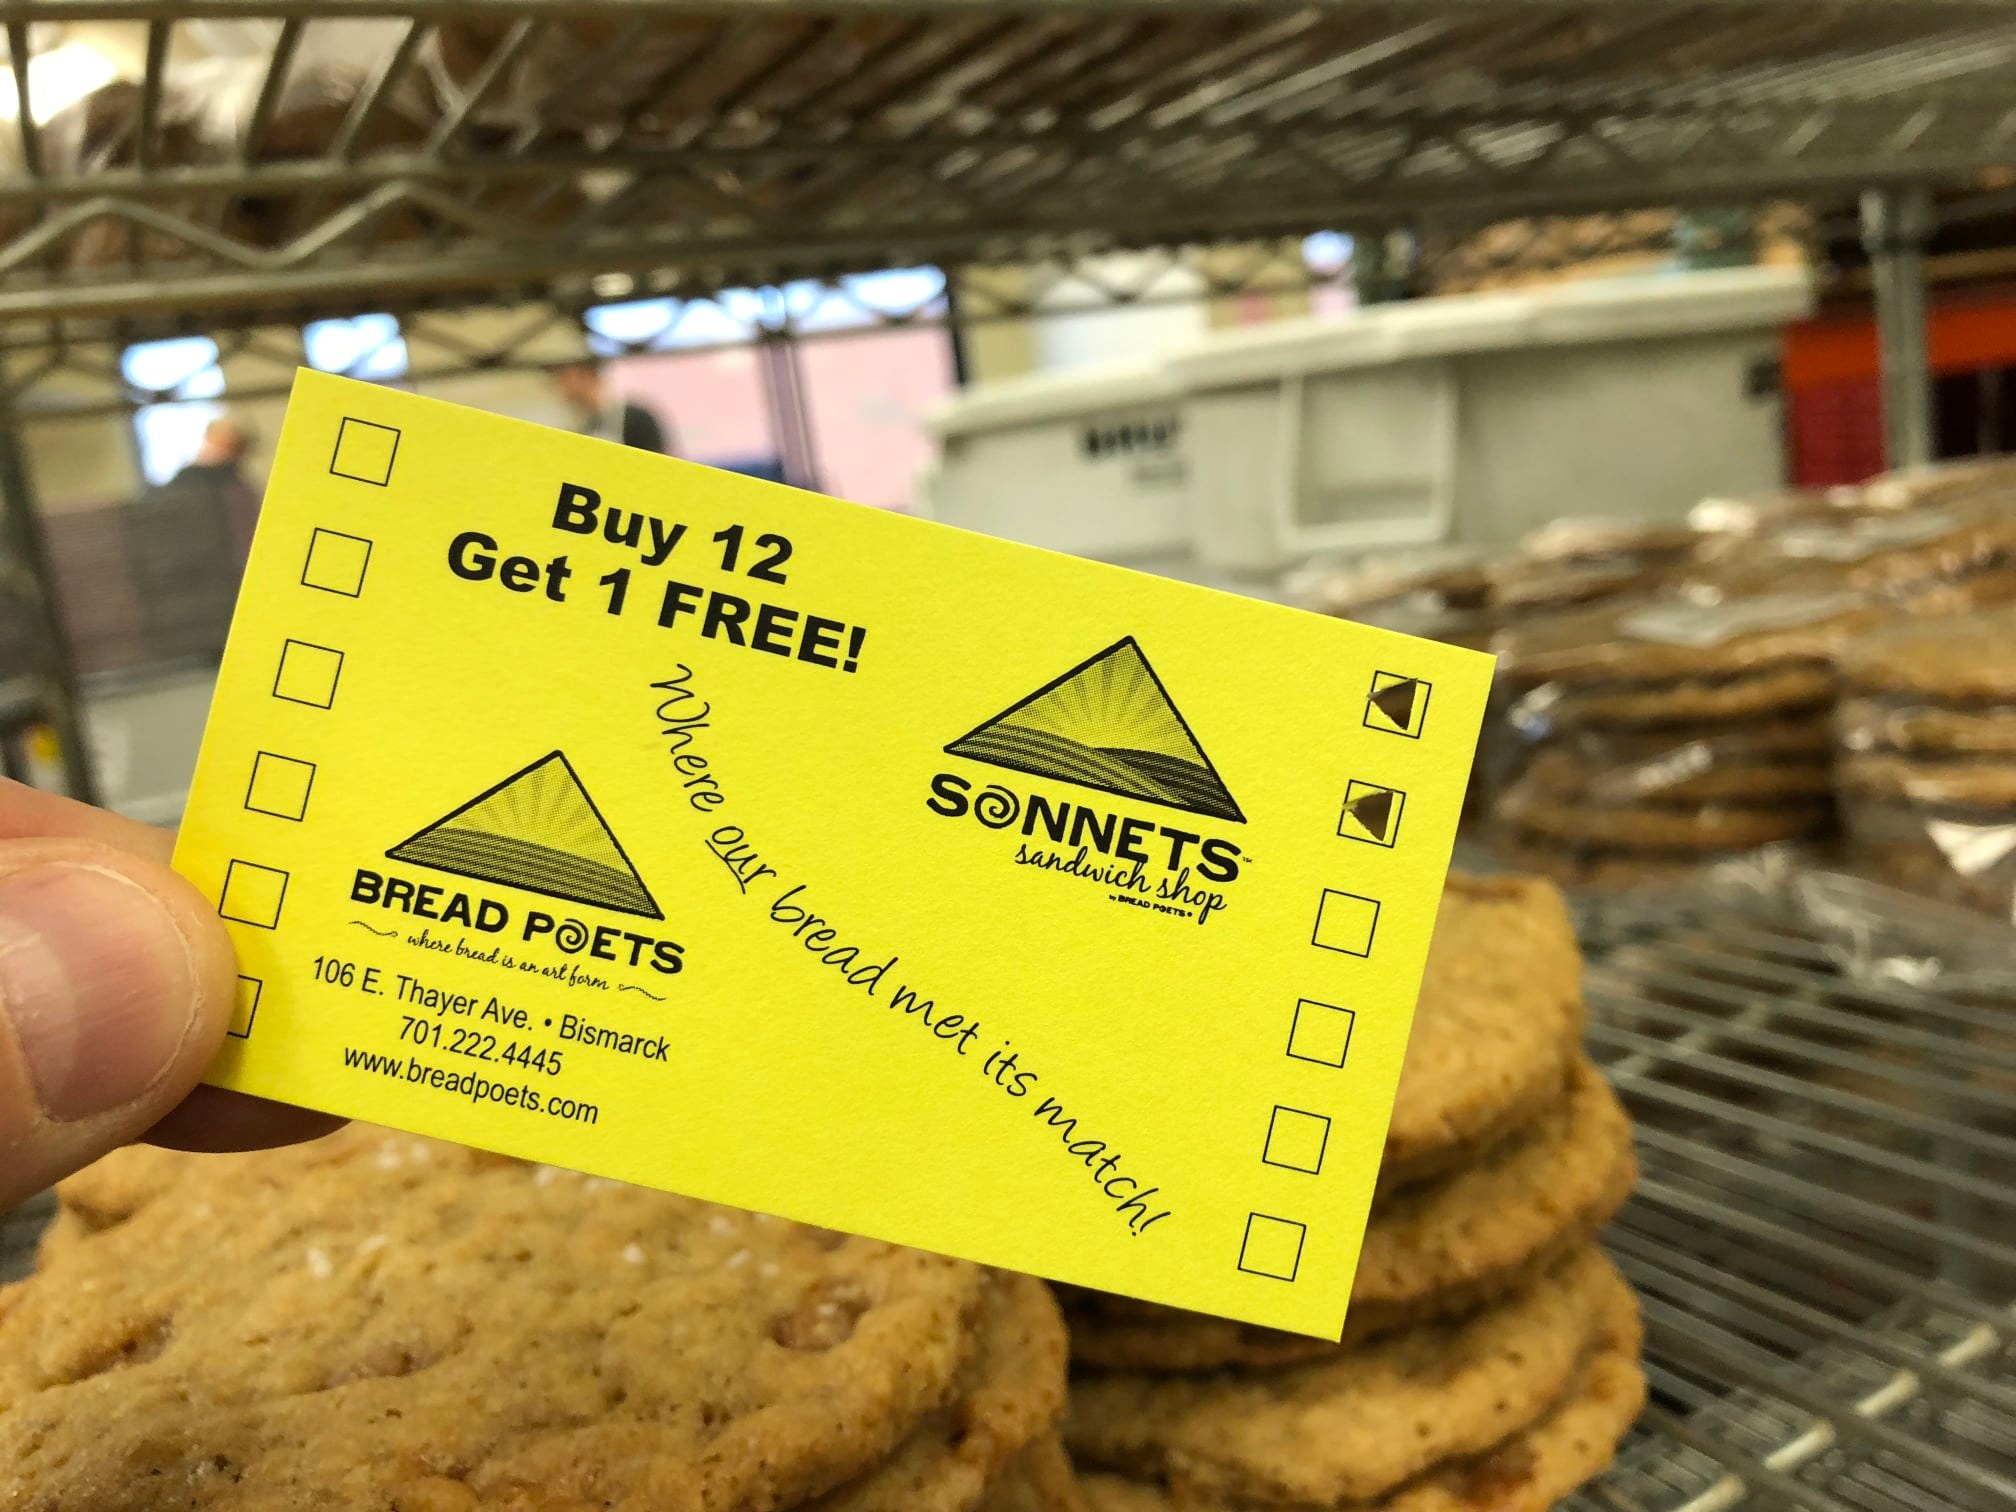 Buy 12
Get 1 FREE!
Where our bread met its match!
SONNETS™
sandwich shop
by BREAD POETS
BREAD POETS
where bread is an art form
106 E. Thayer Ave. • Bismarck
701.222.4445
www.breadpoets.com